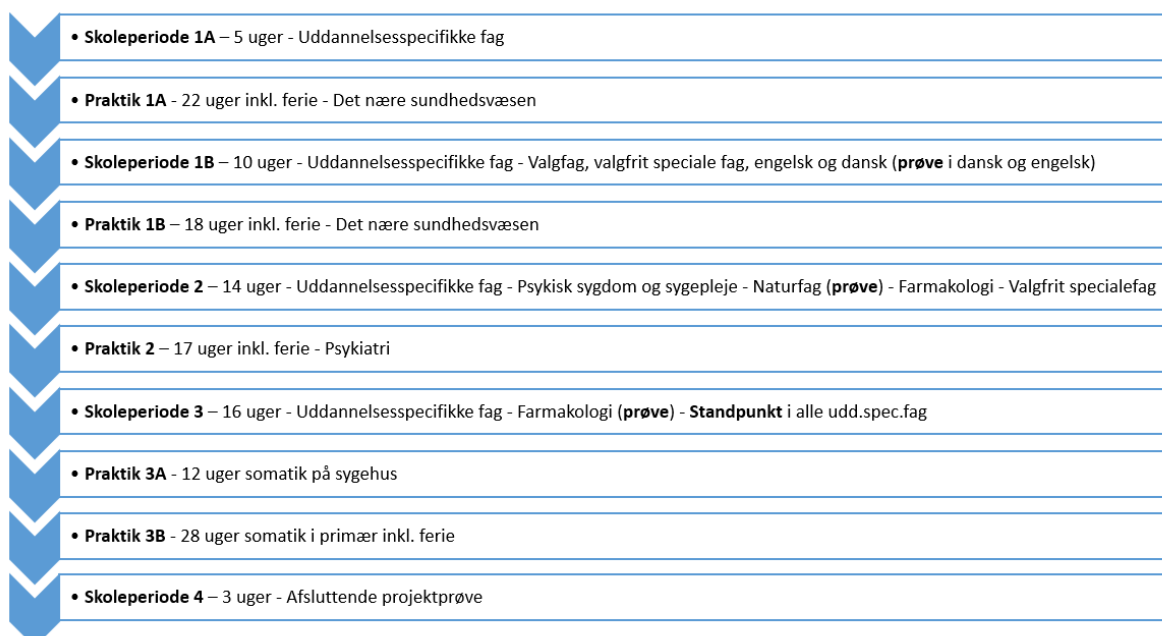 • Skoleperiode 1A – 5 uger - Uddannelsesspecifikke fag
• Praktik 1A - 22 uger inkl. ferie - Det nære sundhedsvæsen
• Skoleperiode 1B – 10 uger - Uddannelsesspecifikke fag - Valgfag, valgfrit speciale fag, engelsk og dansk (prøve i dansk og engelsk)
• Praktik 1B – 18 uger inkl. ferie - Det nære sundhedsvæsen
• Skoleperiode 2 – 14 uger - Uddannelsesspecifikke fag - Psykisk sygdom og sygepleje - Naturfag (prøve) - Farmakologi - Valgfrit specialefag
• Praktik 2 – 17 uger inkl. ferie - Psykiatri
• Skoleperiode 3 – 16 uger - Uddannelsesspecifikke fag - Farmakologi (prøve) - Standpunkt i alle udd.spec.fag
• Praktik 3A - 12 uger somatik på sygehus
• Praktik 3B - 28 uger somatik i primær inkl. ferie
• Skoleperiode 4 – 3 uger - Afsluttende projektprøve